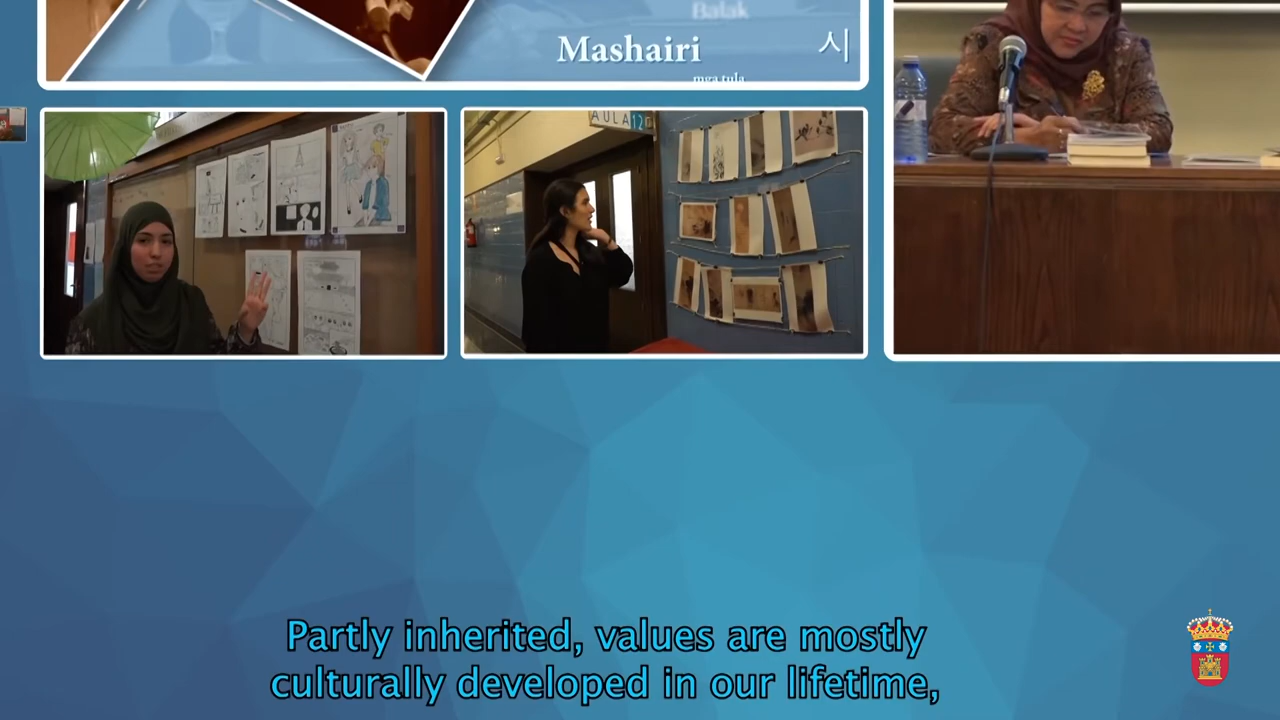 Balak
Mashairi
시
mga tula
AULA 12
Partly inherited, values are mostly
culturally developed in our lifetime,